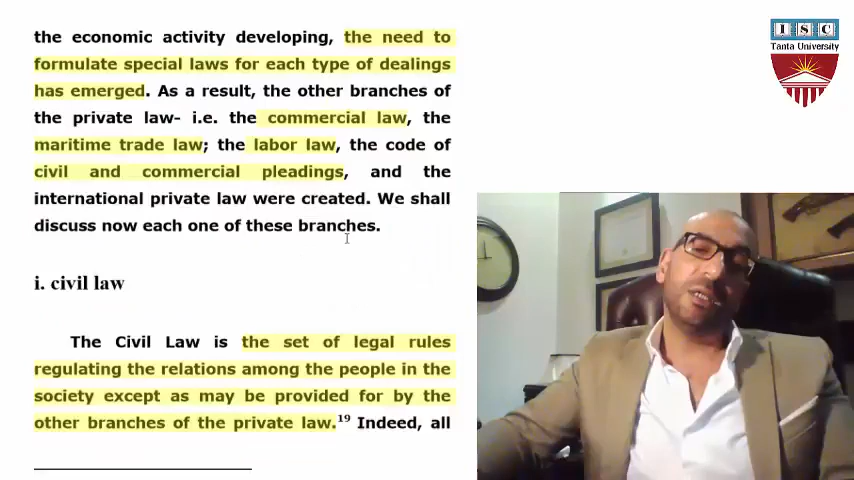 the economic activity developing, the need to
formulate special laws for each type of dealings
has emerged. As a result, the other branches of
the private law- i.e. the commercial law, the
maritime trade law; the labor law, the code of
civil and commercial pleadings, and the
international private law were created. We shall
discuss now each one of these branches.
i. civil law
The Civil Law is the set of legal rules
regulating the relations among the people in the
society except as may be provided for by the
other branches of the private law.19 Indeed, all
I S C
Tanta University